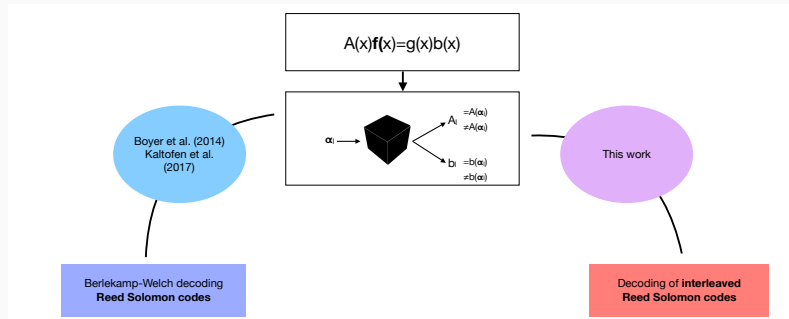 A(x)f(x)=g(x)b(x)
αᵢ
Aᵢ =A(αᵢ)
≠A(αᵢ)
bᵢ =b(αᵢ)
≠b(αᵢ)
Boyer et al. (2014)
Kaltofen et al.
(2017)
This work
Berlekamp-Welch decoding
Reed Solomon codes
Decoding of interleaved
Reed Solomon codes